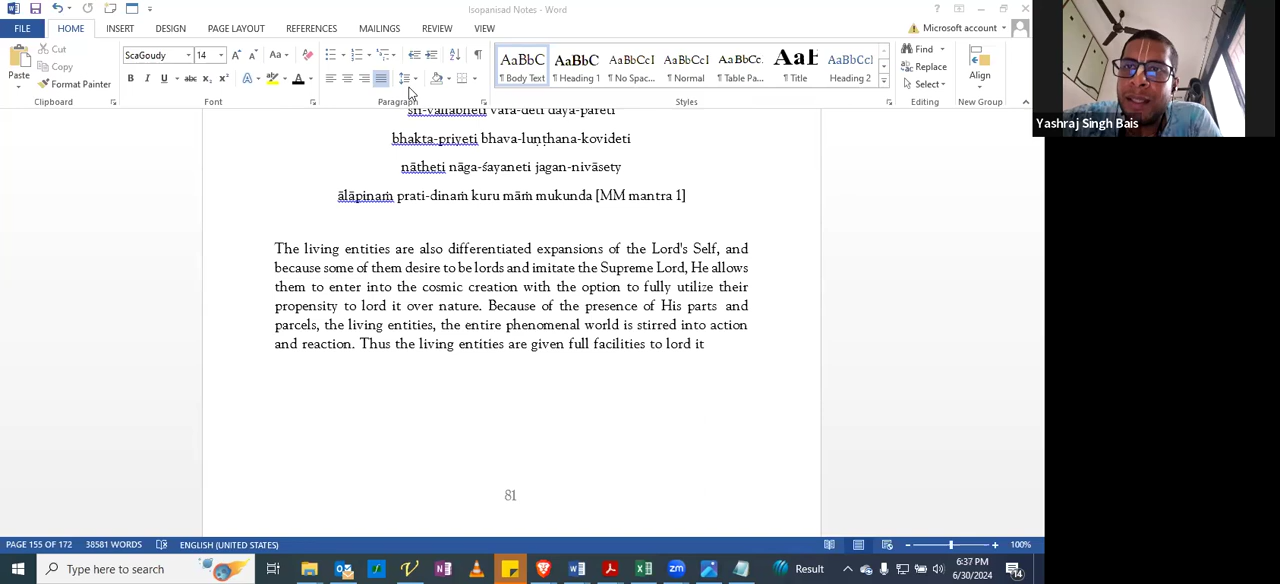 Isopanisad Notes - Word
FILE HOME INSERT DESIGN PAGE LAYOUT REFERENCES MAILINGS REVIEW VIEW Microsoft account
Cut
Copy
Format Painter
Paste
ScaGoudy 14
AaBbC AaBbC AaBbCcI AaBbCcI AaBbCc. AaB AaBbCcI
¶ Body Text Heading 1 ¶ No Spac... ¶ Normal ¶ Table Pa... ¶ Title Heading 2
Find
Replace
Select
Align
Clipboard Font Paragraph Styles Editing New Group
Yashraj Singh Bais
śrī-vallabheti vara-deti dayā-pareti
bhakta-priyeti bhava-luṇṭhana-kovideti
nātheti nāga-śayaneti jagan-nivāsety
ālāpinaṁ prati-dinaṁ kuru māṁ mukunda [MM mantra 1]
The living entities are also differentiated expansions of the Lord's Self, and
because some of them desire to be lords and imitate the Supreme Lord, He allows
them to enter into the cosmic creation with the option to fully utilize their
propensity to lord it over nature. Because of the presence of His parts and
parcels, the living entities, the entire phenomenal world is stirred into action
and reaction. Thus the living entities are given full facilities to lord it
81
PAGE 155 OF 172 38581 WORDS ENGLISH (UNITED STATES) 100%
Type here to search
Result
6:37 PM
6/30/2024
14